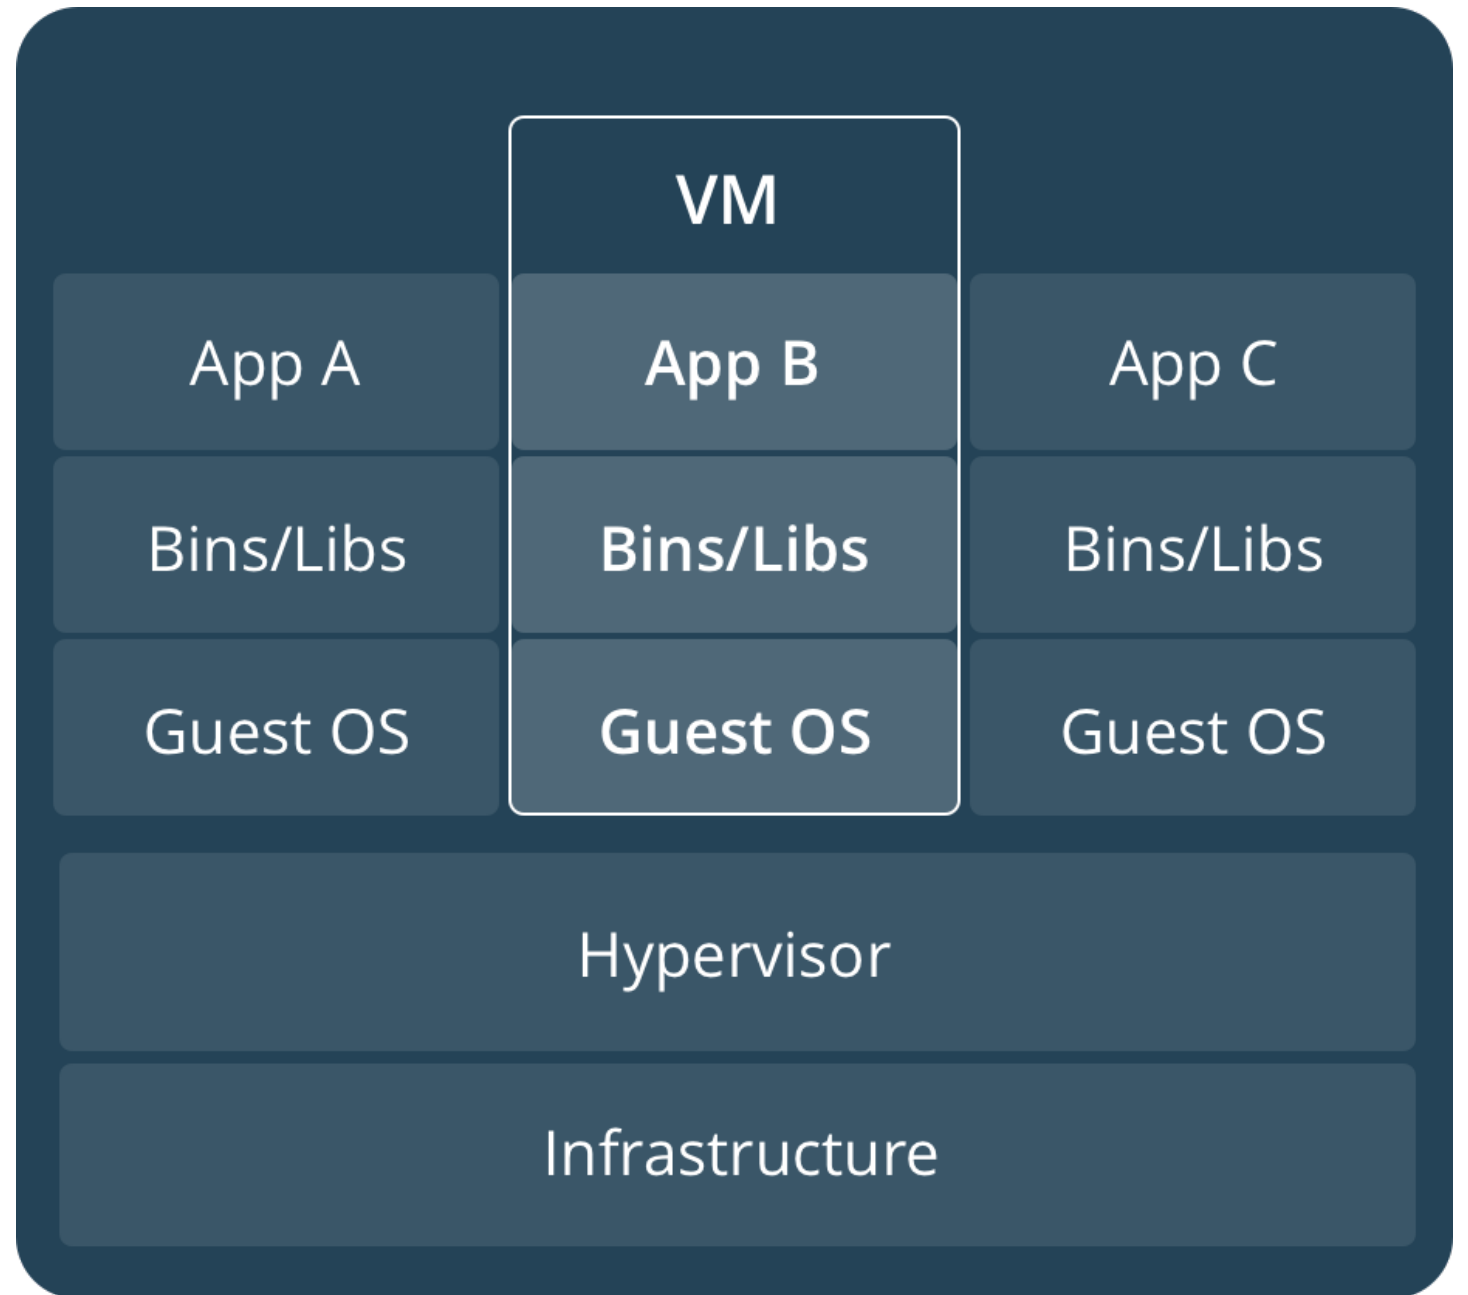 VM
App A
App B
App C
Bins/Libs
Bins/Libs
Bins/Libs
Guest OS
Guest OS
Guest OS
Hypervisor
Infrastructure